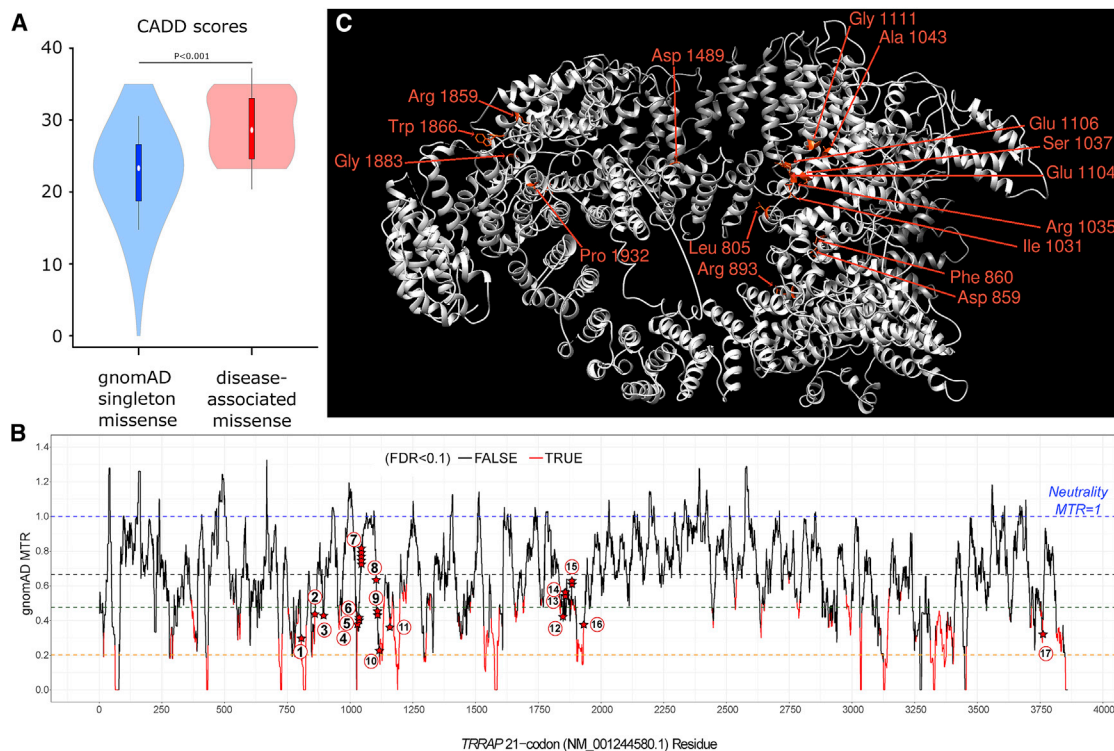 A
CADD scores
P<0.001
40
30
20
10
0
gnomAD
singleton
missense
disease-
associated
missense
C
Gly 1111
Ala 1043
Asp 1489
Arg 1859
Trp 1866
Gly 1883
Glu 1106
Ser 1037
Glu 1104
Arg 1035
Ile 1031
Leu 805
Pro 1932
Arg 893
Phe 860
Asp 859
B
(FDR<0.1) FALSE TRUE
Neutrality
MTR=1
gnomAD MTR
1.4
1.2
1.0
0.8
0.6
0.4
0.2
0.0
7
8
2
6
9
5
3
4
11
1
10
15
14
13
12
16
17
0 250 500 750 1000 1250 1500 1750 2000 2250 2500 2750 3000 3250 3500 3750 4000
TRRAP 21−codon (NM_001244580.1) Residue